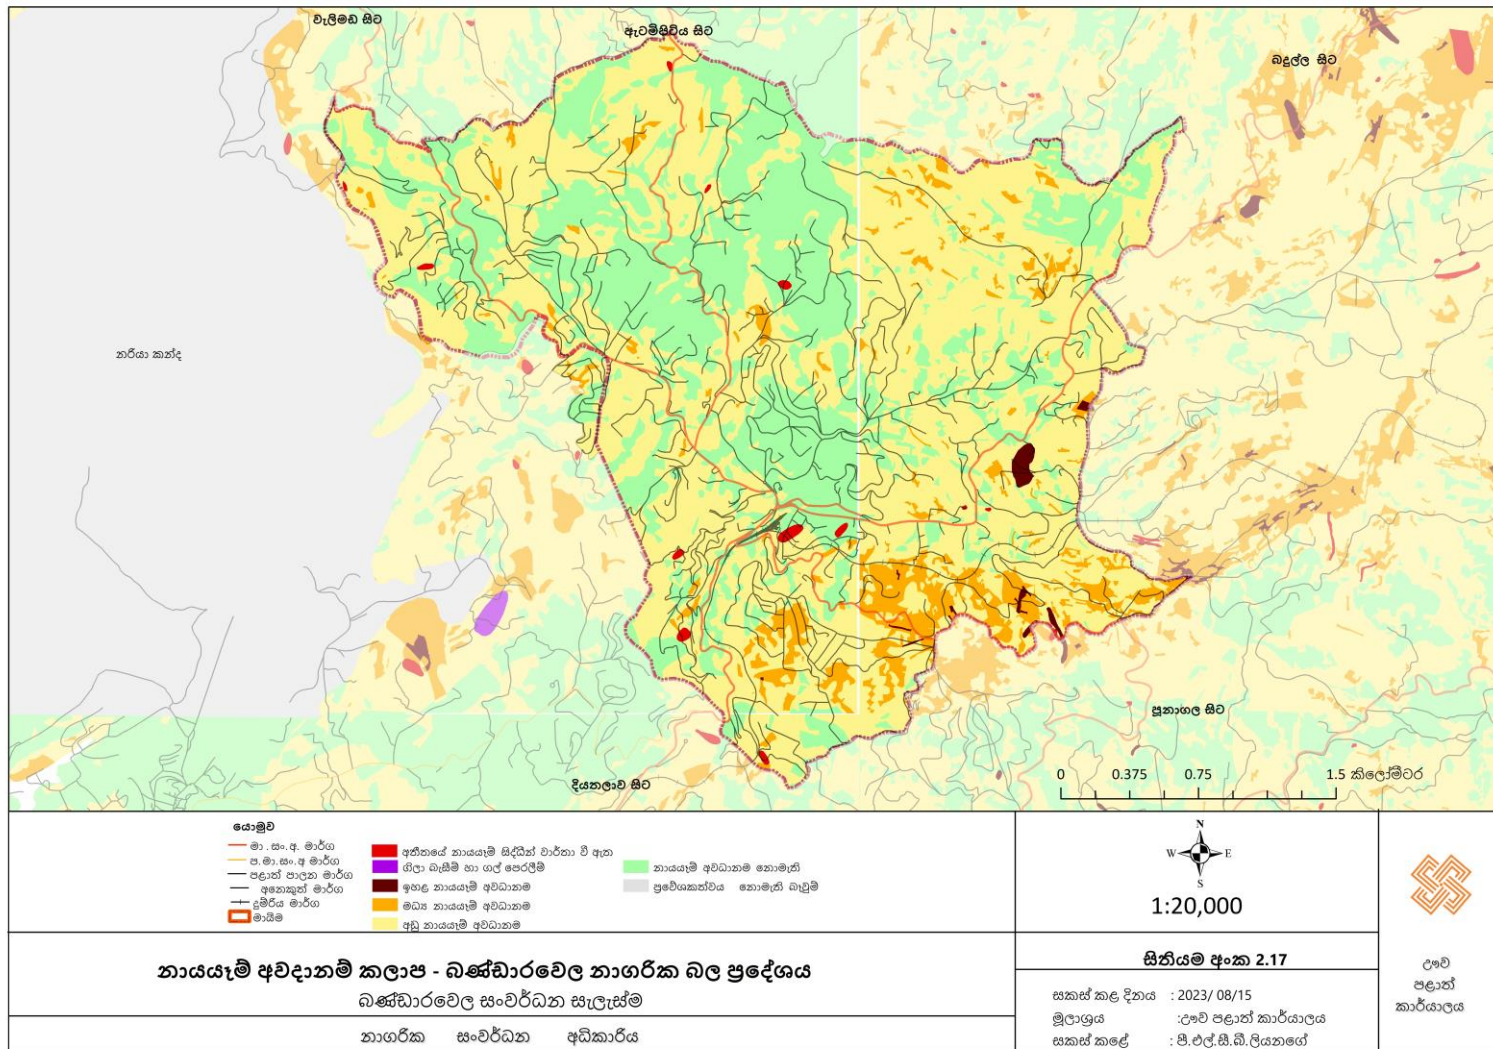 වැලිමඩ සිට
ඇටම්පිටිය සිට
බදුල්ල සිට
නරියා කන්ද
පූනාගල සිට
දියතලාව සිට
0 0.375 0.75 1.5 කිලෝමීටර
යොමුව
මා .සං.අ. මාර්ග
ප.මා.සං.අ මාර්ග
පළාත් පාලන මාර්ග
අනෙකුත් මාර්ග
දුම්රිය මාර්ග
මායිම
අතීතයේ නායයෑම් සිද්ධීන් වාර්තා වී ඇත
ගිලා බැසීම් හා ගල් පෙරලීම්
ඉහළ නායයෑම් අවධානම
මධ්‍ය නායයෑම් අවධානම
අඩු නායයෑම් අවධානම
නායයෑම් අවධානම නොමැති
ප්‍රවේශකත්වය නොමැති බෑවුම්
N
W E
S
1:20,000
නායයෑම් අවදානම් කලාප - බණ්ඩාරවෙල නාගරික බල ප්‍රදේශය
බණ්ඩාරවෙල සංවර්ධන සැලැස්ම
නාගරික සංවර්ධන අධිකාරිය
සිතියම අංක 2.17
සකස් කළ දිනය : 2023/ 08/15
මූලාශ්‍රය :ඌව පළාත් කාර්යාලය
සකස් කළේ : පී.එල්.සී.බී.ලියනගේ
ඌව
පළාත්
කාර්යාලය